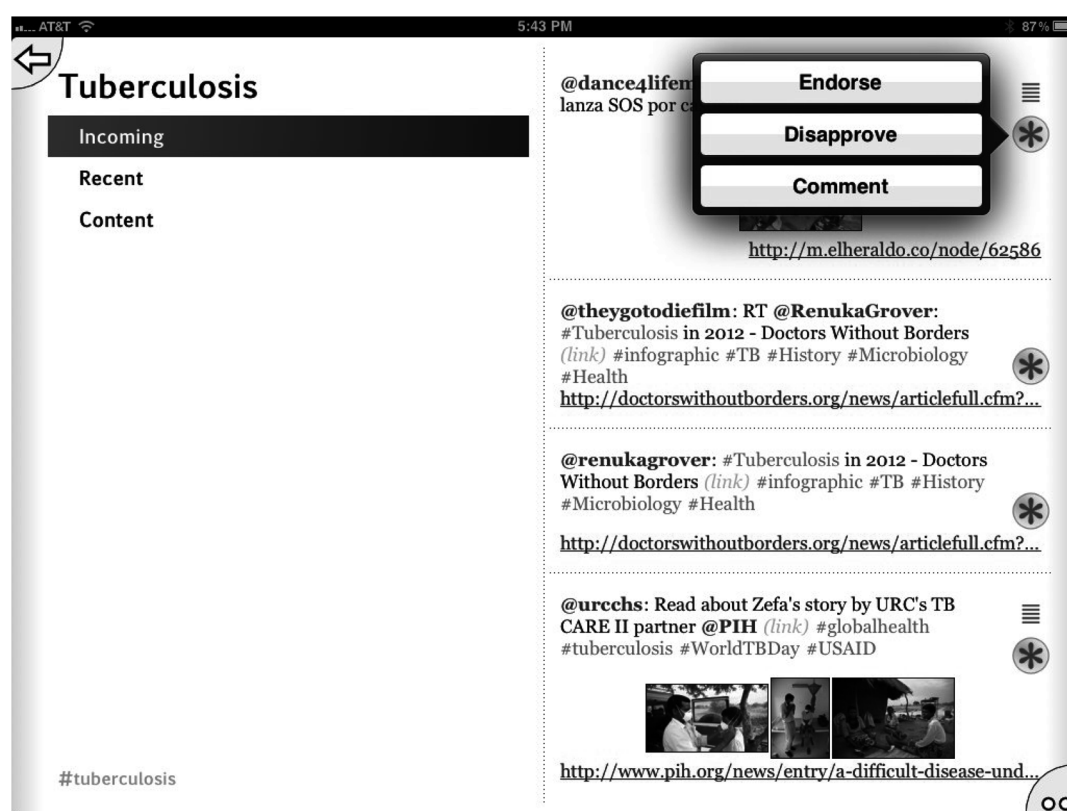 AT&T 5:43 PM 87%
Tuberculosis
Incoming
Recent
Content
#tuberculosis
@dance4lifem
lanza SOS por
Endorse
Disapprove
Comment
http://m.elheraldo.co/node/62586
@theygotodiefilm: RT @RenukaGrover:
#Tuberculosis in 2012 - Doctors Without Borders
(link) #infographic #TB #History #Microbiology
#Health
http://doctorswithoutborders.org/news/articlefull.cfm?...
@renukagrover: #Tuberculosis in 2012 - Doctors
Without Borders (link) #infographic #TB #History
#Microbiology #Health
http://doctorswithoutborders.org/news/articlefull.cfm?...
@urcchs: Read about Zefa's story by URC's TB
CARE II partner @PIH (link) #globalhealth
#tuberculosis #WorldTBDay #USAID
http://www.pih.org/news/entry/a-difficult-disease-und...